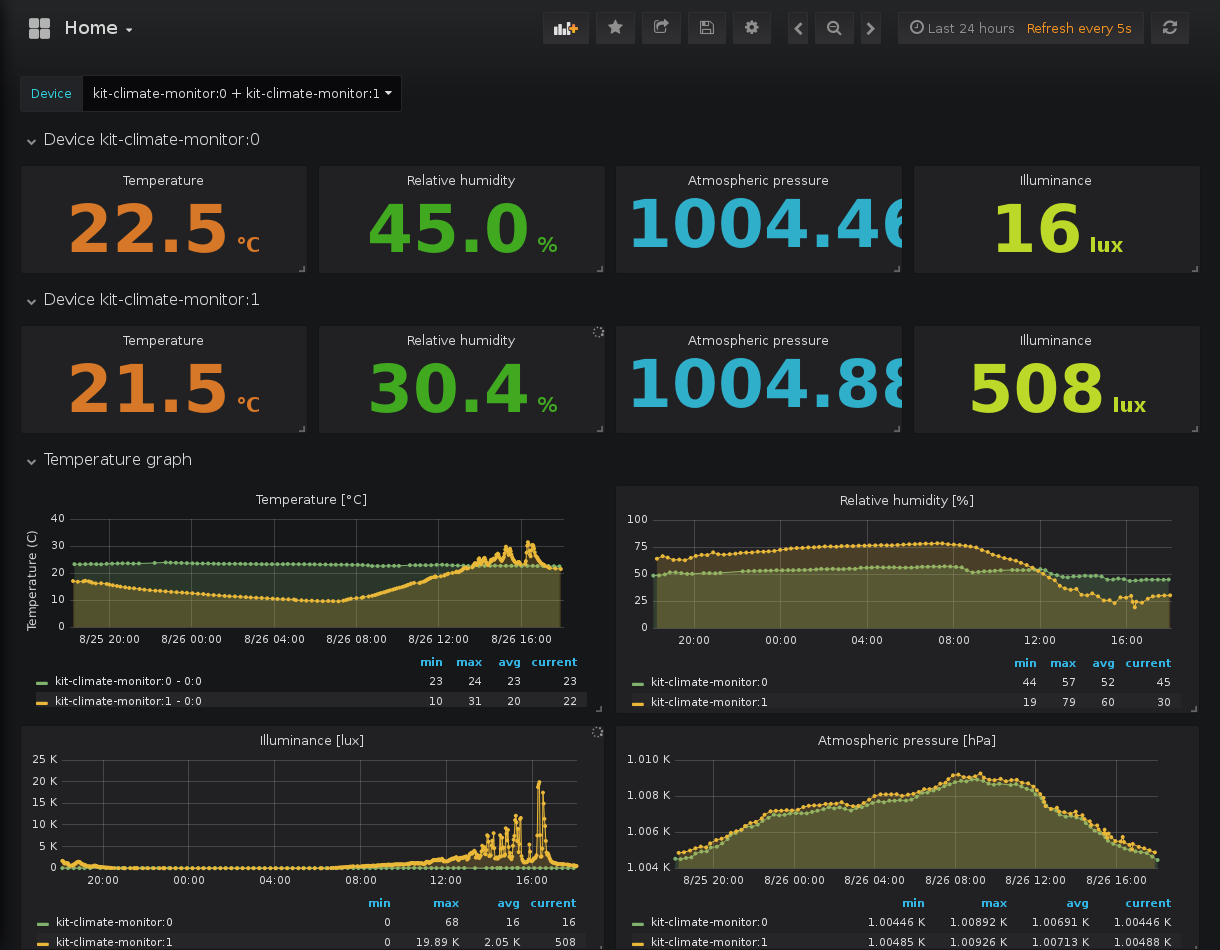 Home
Last 24 hours Refresh every 5s
Device kit-climate-monitor:0 + kit-climate-monitor:1
Device kit-climate-monitor:0
Temperature Relative humidity Atmospheric pressure Illuminance
22.5 °C 45.0 % 1004.46 16 lux
Device kit-climate-monitor:1
Temperature Relative humidity Atmospheric pressure Illuminance
21.5 °C 30.4 % 1004.88 508 lux
Temperature graph
Temperature [°C]
Temperature (C)
40
30
20
10
0
8/25 20:00 8/26 00:00 8/26 04:00 8/26 08:00 8/26 12:00 8/26 16:00
min max avg current
kit-climate-monitor:0 - 0:0 23 24 23 23
kit-climate-monitor:1 - 0:0 10 31 20 22
Relative humidity [%]
100
75
50
25
0
20:00 00:00 04:00 08:00 12:00 16:00
min max avg current
kit-climate-monitor:0 44 57 52 45
kit-climate-monitor:1 19 79 60 30
Illuminance [lux]
25 K
20 K
15 K
10 K
5 K
0
20:00 00:00 04:00 08:00 12:00 16:00
min max avg current
kit-climate-monitor:0 0 68 16 16
kit-climate-monitor:1 0 19.89 K 2.05 K 508
Atmospheric pressure [hPa]
1.010 K
1.008 K
1.006 K
1.004 K
8/25 20:00 8/26 00:00 8/26 04:00 8/26 08:00 8/26 12:00 8/26 16:00
min max avg current
kit-climate-monitor:0 1.00446 K 1.00892 K 1.00691 K 1.00446 K
kit-climate-monitor:1 1.00485 K 1.00926 K 1.00713 K 1.00488 K